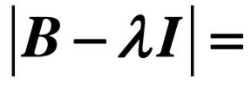 |B − λI| =